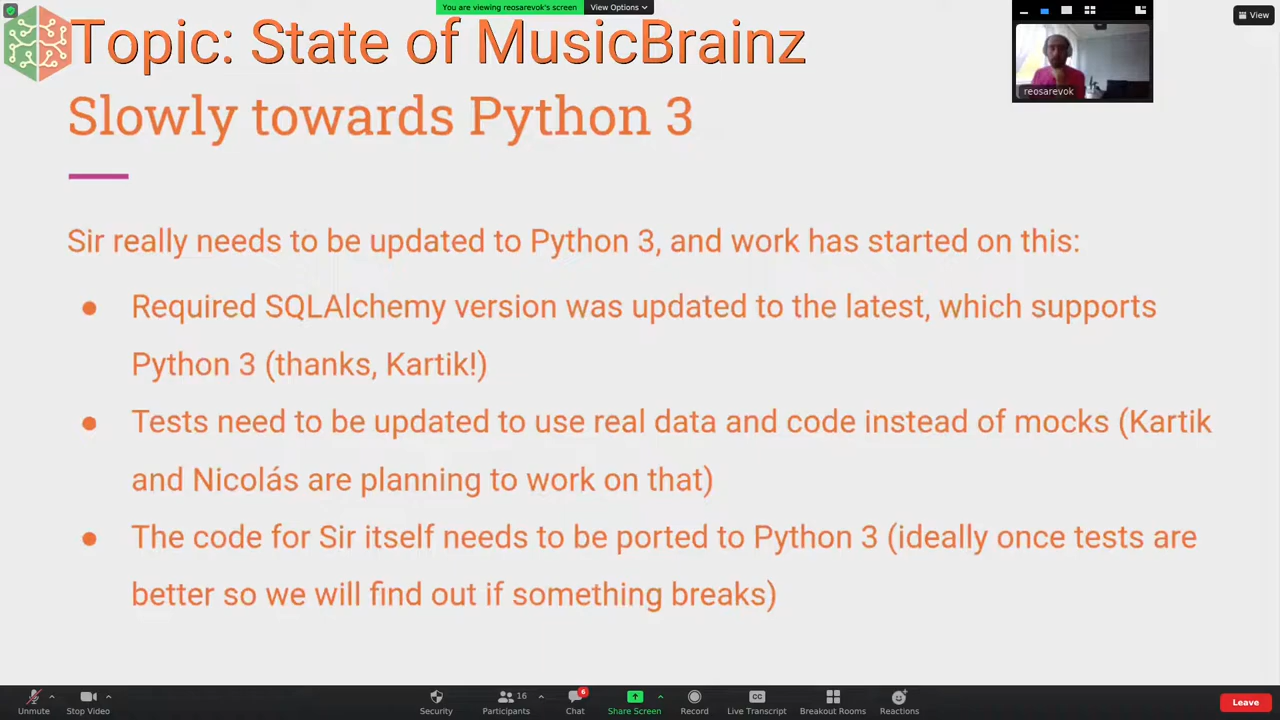 You are viewing reosarevok's screen
View Options
View
Topic: State of MusicBrainz
reosarevok
Slowly towards Python 3
Sir really needs to be updated to Python 3, and work has started on this:
● Required SQLAlchemy version was updated to the latest, which supports
Python 3 (thanks, Kartik!)
● Tests need to be updated to use real data and code instead of mocks (Kartik
and Nicolás are planning to work on that)
● The code for Sir itself needs to be ported to Python 3 (ideally once tests are
better so we will find out if something breaks)
16
6
CC
Unmute
Stop Video
Security
Participants
Chat
Share Screen
Record
Live Transcript
Breakout Rooms
Reactions
Leave